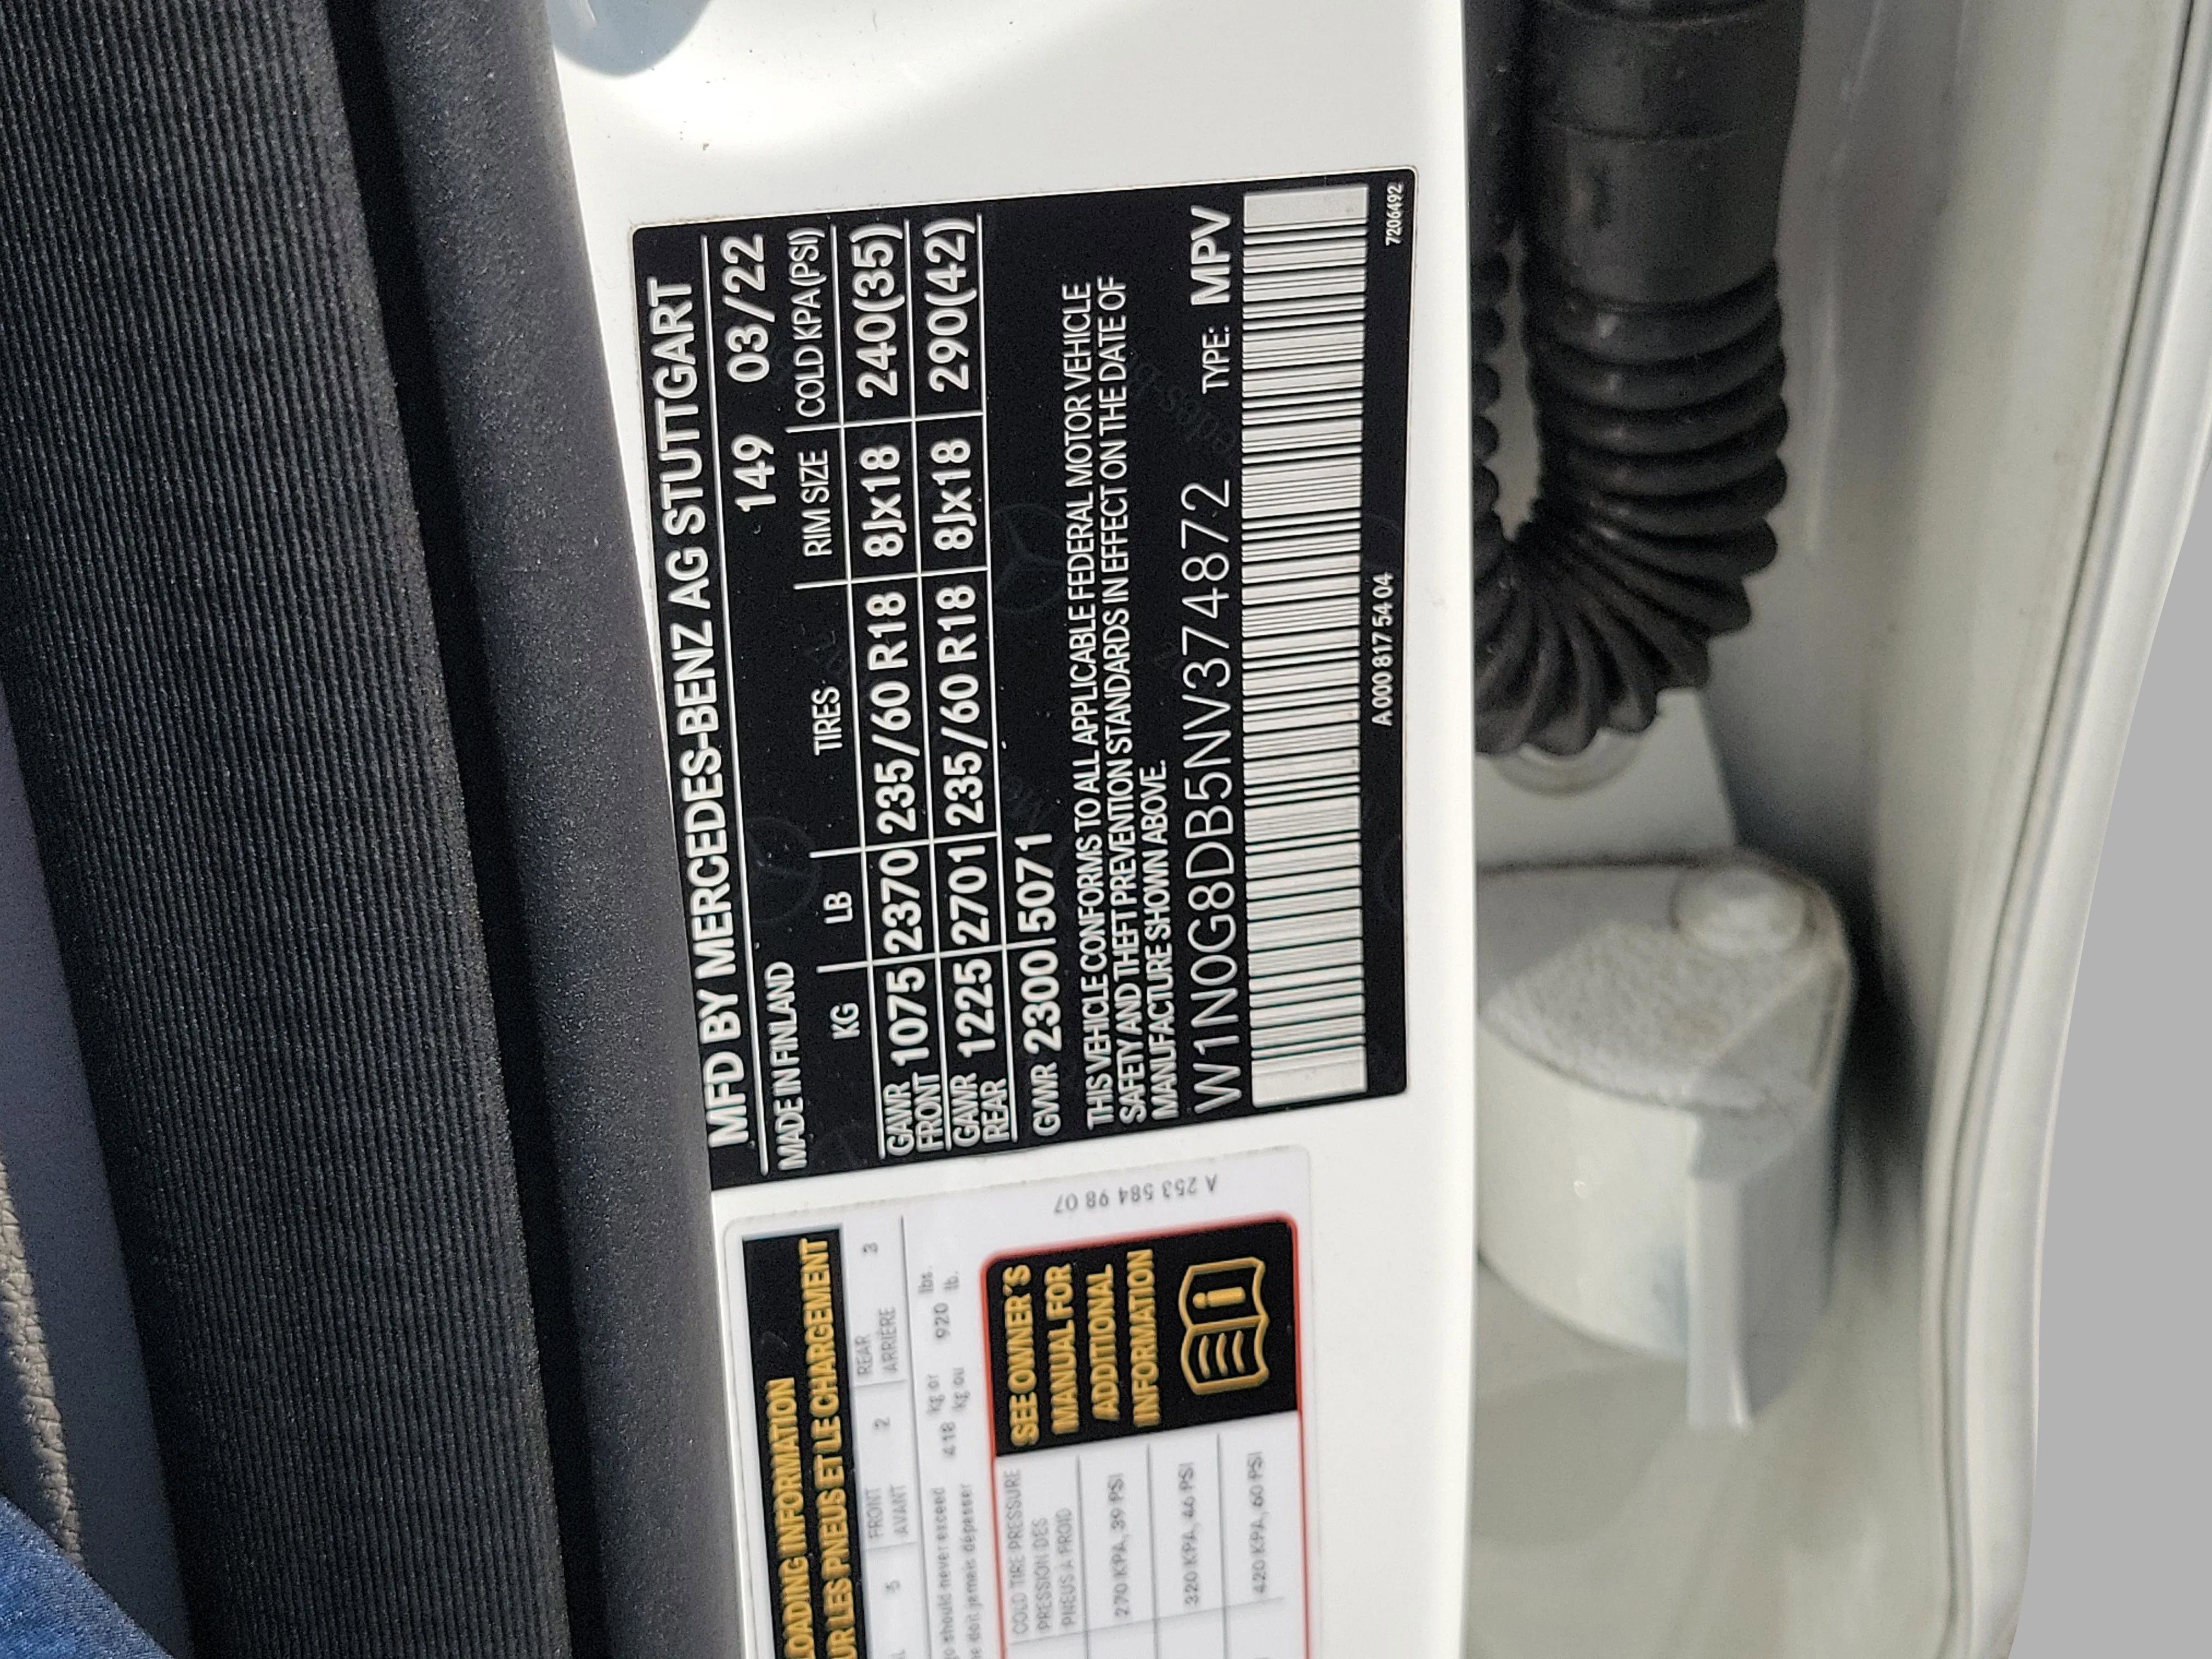 MFD BY MERCEDES-BENZ AG STUTTGART
MADE IN FINLAND 149 03/22
KG LB TIRES RIM SIZE COLD KPA(PSI)
GAWR FRONT 1075 2370 235/60 R18 8Jx18 240(35)
GAWR REAR 1225 2701 235/60 R18 8Jx18 290(42)
GVWR 2300 5071
THIS VEHICLE CONFORMS TO ALL APPLICABLE FEDERAL MOTOR VEHICLE
SAFETY AND THEFT PREVENTION STANDARDS IN EFFECT ON THE DATE OF
MANUFACTURE SHOWN ABOVE.
W1N0G8DB5NV374872 TYPE: MPV
A 000 817 54 04 7206492
A 253 584 98 07
LOADING INFORMATION
UR LES PNEUS ET LE CHARGEMENT
5 FRONT 2 REAR 3
AVANT ARRIÈRE
should never exceed 418 kg or 920 lbs.
ne doit jamais dépasser kg ou lb.
COLD TIRE PRESSURE
PRESSION DES
PNEUS A FROID
270 KPA, 39 PSI
320 KPA, 46 PSI
420 KPA, 60 PSI
SEE OWNER'S
MANUAL FOR
ADDITIONAL
INFORMATION